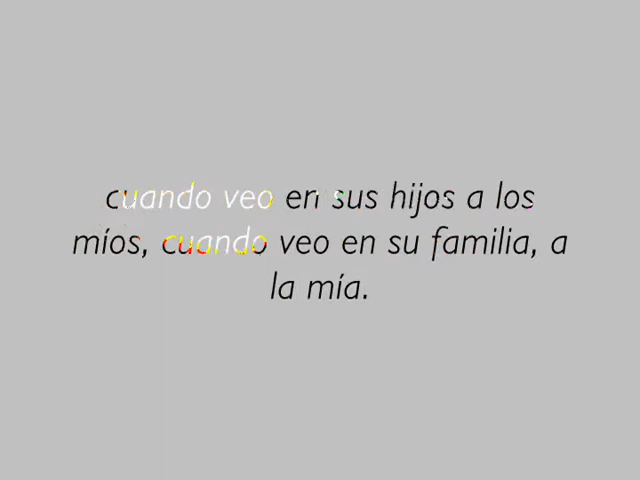 cuando veo en sus hijos a los
míos, cuando veo en su familia, a
la mía.